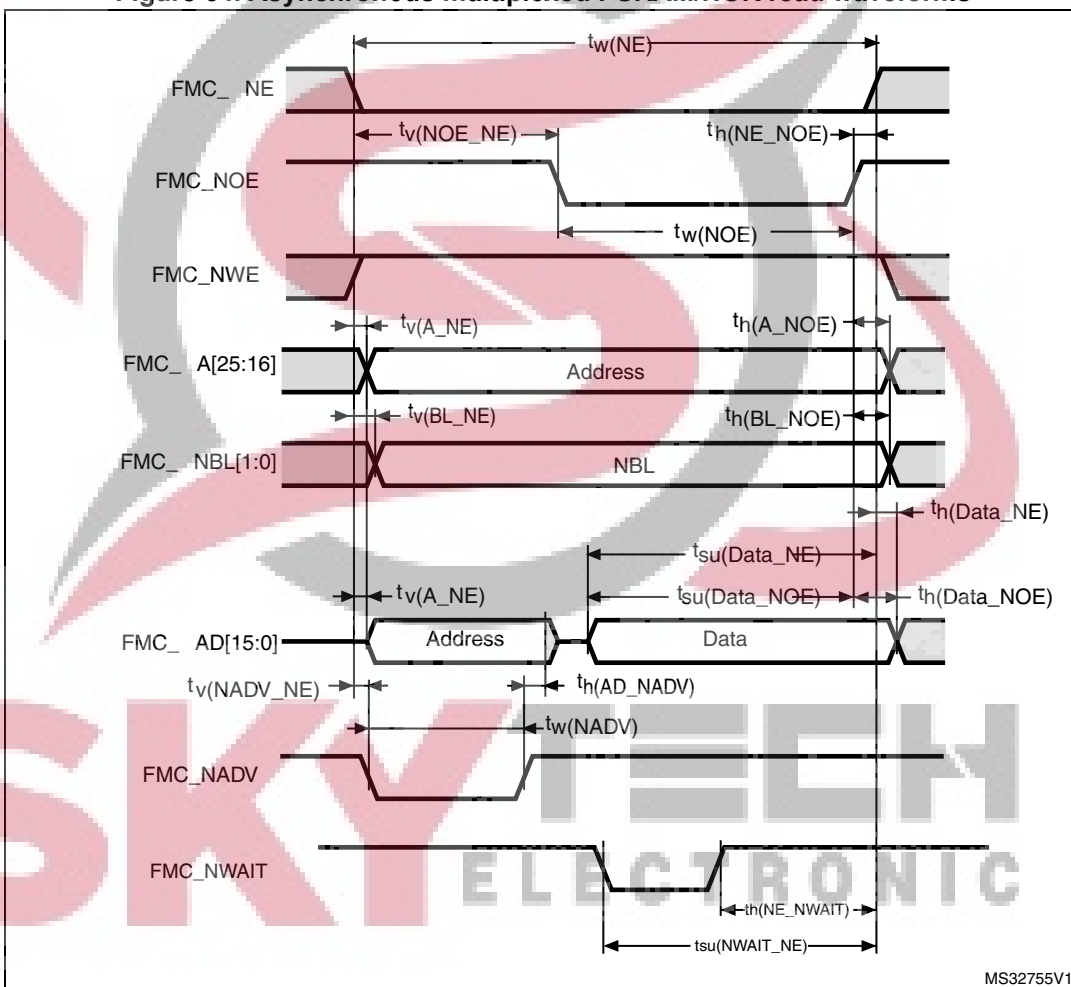 tw(NE)
FMC_ NE
tv(NOE_NE)
th(NE_NOE)
FMC_NOE
tw(NOE)
FMC_NWE
tv(A_NE)
th(A_NOE)
FMC_ A[25:16]
Address
tv(BL_NE)
th(BL_NOE)
FMC_ NBL[1:0]
NBL
th(Data_NE)
tsu(Data_NE)
tv(A_NE)
tsu(Data_NOE)
th(Data_NOE)
FMC_ AD[15:0]
Address
Data
tv(NADV_NE)
th(AD_NADV)
tw(NADV)
FMC_NADV
FMC_NWAIT
th(NE_NWAIT)
tsu(NWAIT_NE)
MS32755V1
SKY TECH
ELECTRONIC